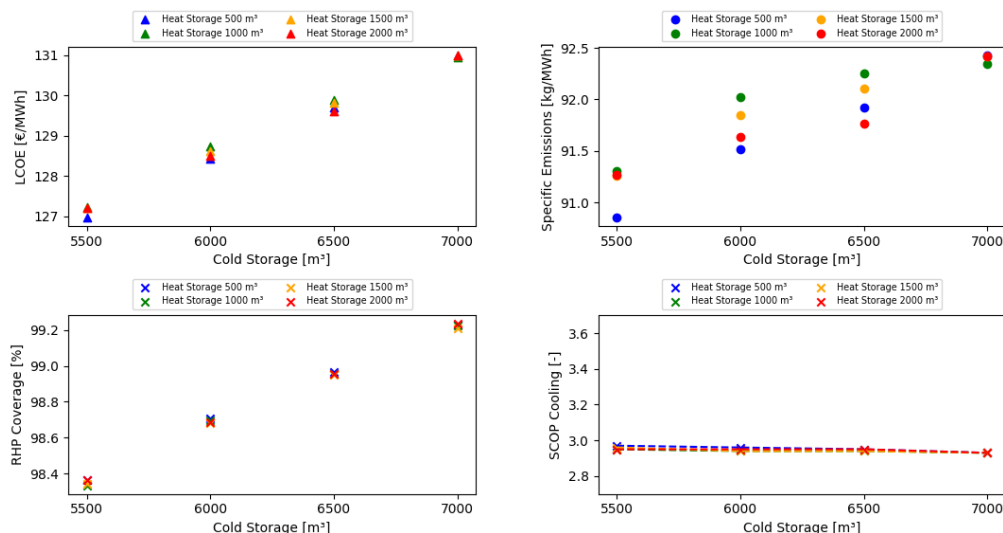 Heat Storage 500 m³ Heat Storage 1500 m³
Heat Storage 1000 m³ Heat Storage 2000 m³
131
130
129
128
127
LCOE [€/MWh]
5500 6000 6500 7000
Cold Storage [m³]
Heat Storage 500 m³ Heat Storage 1500 m³
Heat Storage 1000 m³ Heat Storage 2000 m³
92.5
92.0
91.5
91.0
Specific Emissions [kg/MWh]
5500 6000 6500 7000
Cold Storage [m³]
Heat Storage 500 m³ Heat Storage 1500 m³
Heat Storage 1000 m³ Heat Storage 2000 m³
99.2
99.0
98.8
98.6
98.4
RHP Coverage [%]
5500 6000 6500 7000
Cold Storage [m³]
Heat Storage 500 m³ Heat Storage 1500 m³
Heat Storage 1000 m³ Heat Storage 2000 m³
3.6
3.4
3.2
3.0
2.8
SCOP Cooling [-]
5500 6000 6500 7000
Cold Storage [m³]